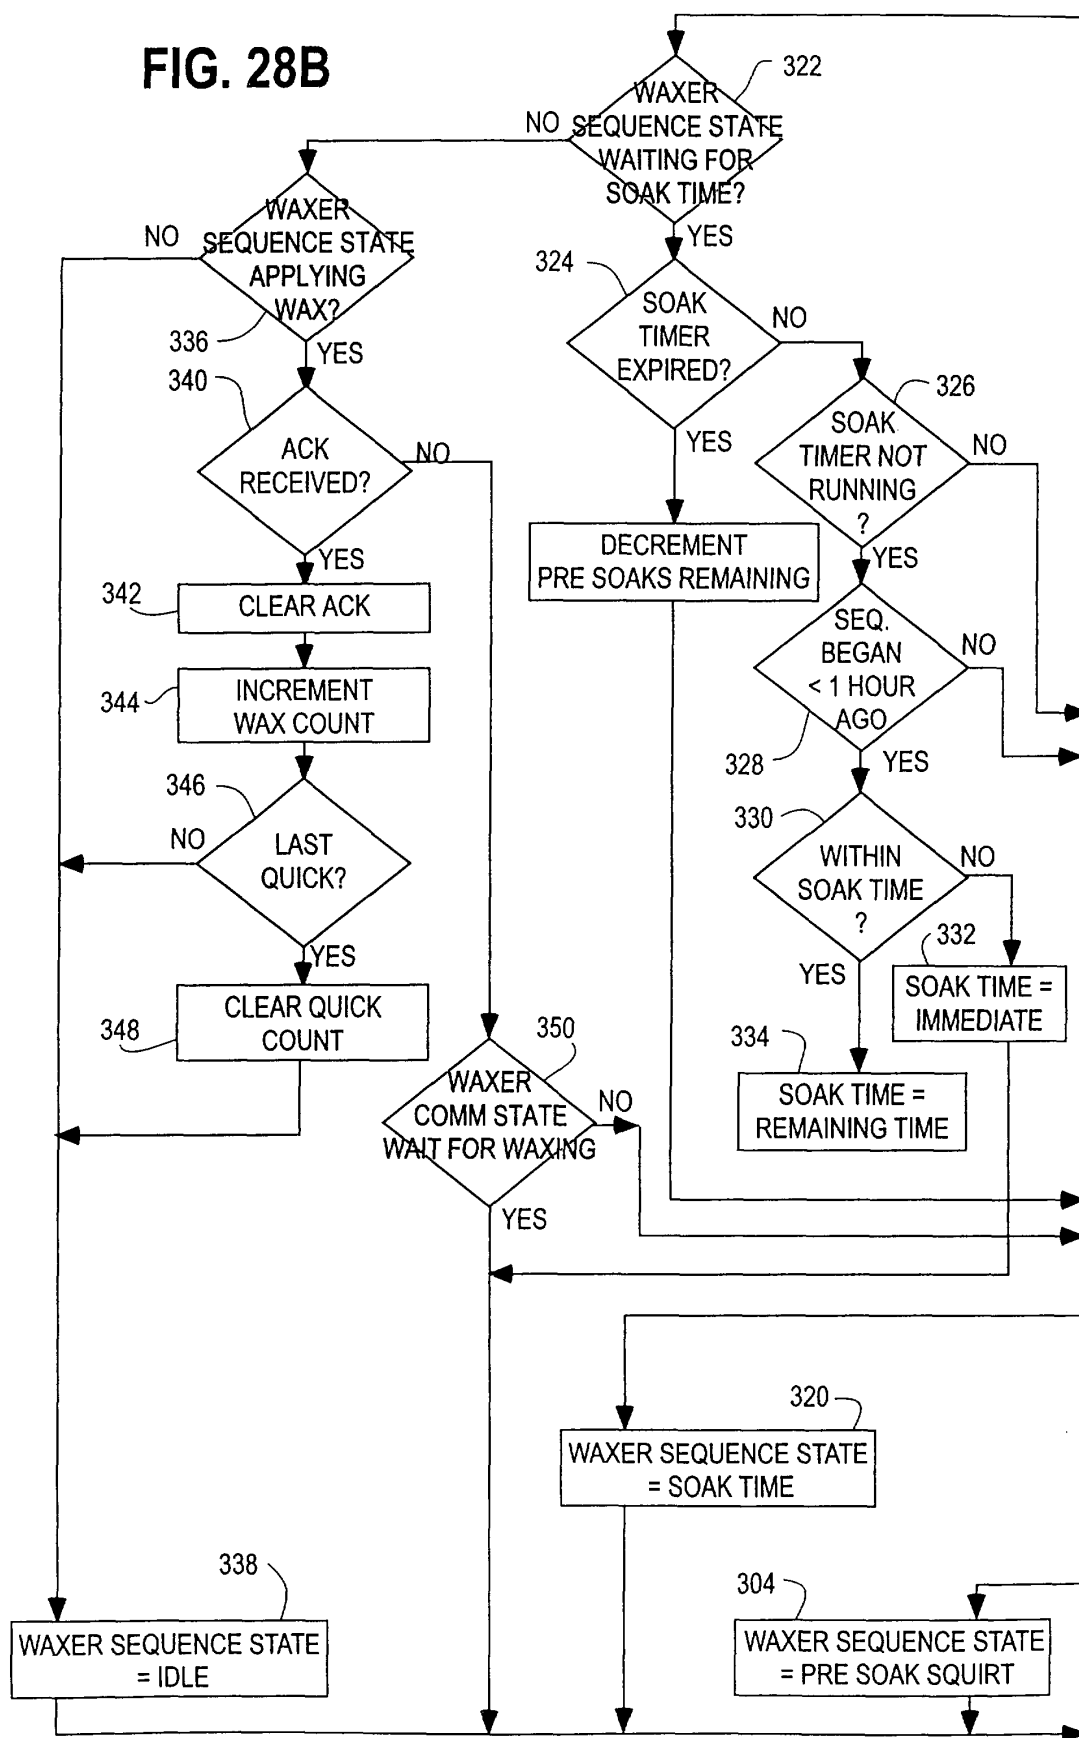 FIG. 28B
322
WAXER
SEQUENCE STATE
WAITING FOR
SOAK TIME?
NO
YES
WAXER
SEQUENCE STATE
APPLYING
WAX?
NO
336
YES
324
SOAK
TIMER
EXPIRED?
NO
YES
340
ACK
RECEIVED?
NO
YES
326
SOAK
TIMER NOT
RUNNING
?
NO
YES
DECREMENT
PRE SOAKS REMAINING
342
CLEAR ACK
344
INCREMENT
WAX COUNT
SEQ.
BEGAN
< 1 HOUR
AGO
NO
328
YES
346
LAST
QUICK?
NO
YES
330
WITHIN
SOAK TIME
?
NO
YES
332
SOAK TIME =
IMMEDIATE
348
CLEAR QUICK
COUNT
334
SOAK TIME =
REMAINING TIME
350
WAXER
COMM STATE
WAIT FOR WAXING
NO
YES
320
WAXER SEQUENCE STATE
= SOAK TIME
338
WAXER SEQUENCE STATE
= IDLE
304
WAXER SEQUENCE STATE
= PRE SOAK SQUIRT